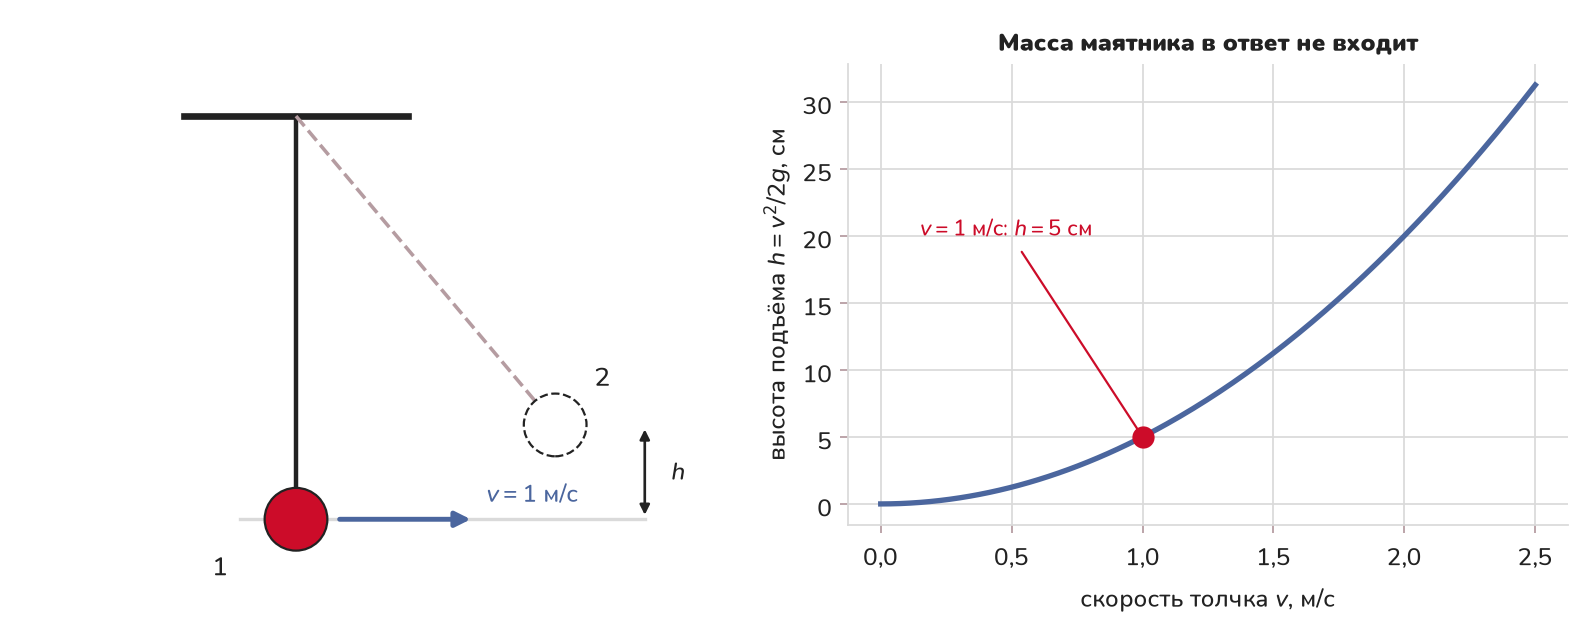 2
h
v = 1 м/с
1
Масса маятника в ответ не входит
высота подъёма h = v²/2g, см
30
25
20
15
10
5
0
v = 1 м/с: h = 5 см
0,0
0,5
1,0
1,5
2,0
2,5
скорость толчка v, м/с